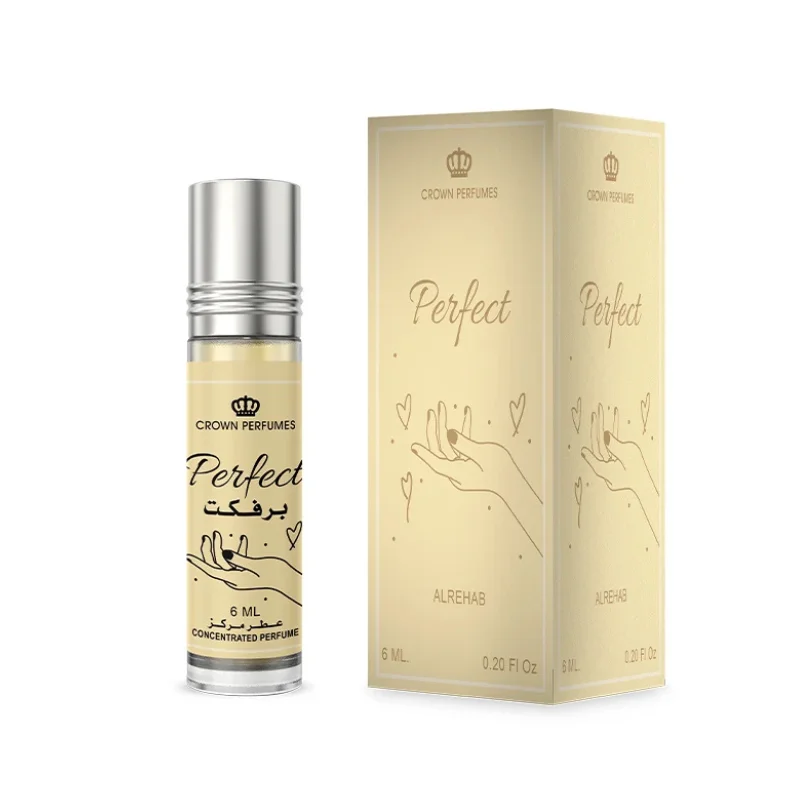 CROWN PERFUMES
Perfect
برفكت
6 ML
عطر مركز
CONCENTRATED PERFUME
CROWN PERFUMES
Perfect
ALREHAB
6 ML.
0.20 Fl Oz
CROWN PERFUMES
Perfect
ALREHAB
6 ML.
0.20 Fl Oz